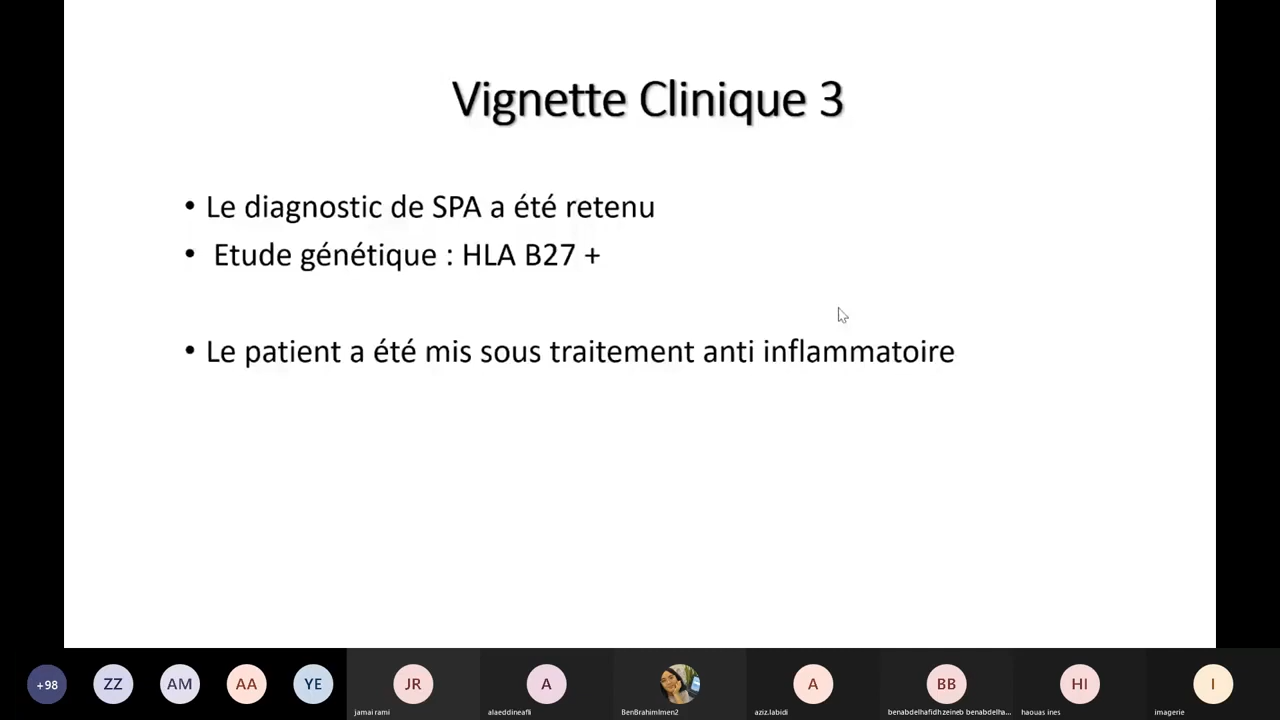 Vignette Clinique 3
• Le diagnostic de SPA a été retenu
• Etude génétique : HLA B27 +
• Le patient a été mis sous traitement anti inflammatoire
+98 ZZ AM AA YE JR A A BB HI I
jamai rami alaeddineafli BenBrahimImen2 aziz.labidi benabdelhafidhzeineb benabdelha... haouas ines imagerie